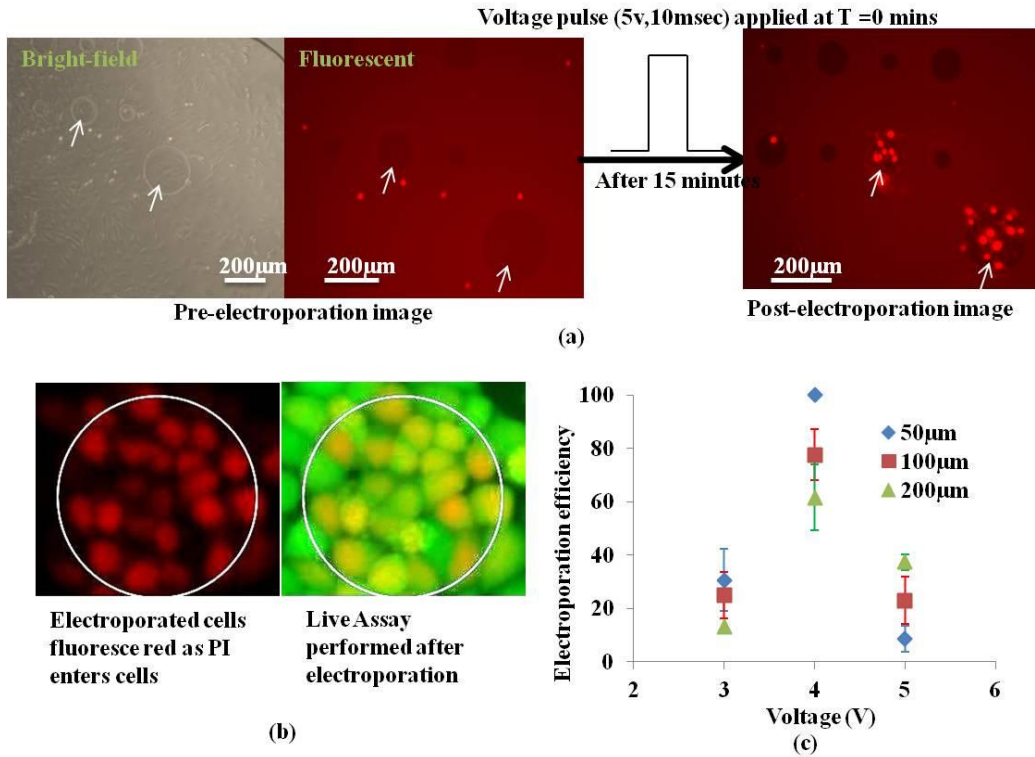 Voltage pulse (5v,10msec) applied at T =0 mins
Bright-field
Fluorescent
After 15 minutes
200µm
200µm
200µm
Pre-electroporation image
Post-electroporation image
(a)
Electroporated cells
fluoresce red as PI
enters cells
Live Assay
performed after
electroporation
(b)
Electroporation efficiency
100
80
60
40
20
0
2
3
4
5
6
Voltage (V)
50µm
100µm
200µm
(c)